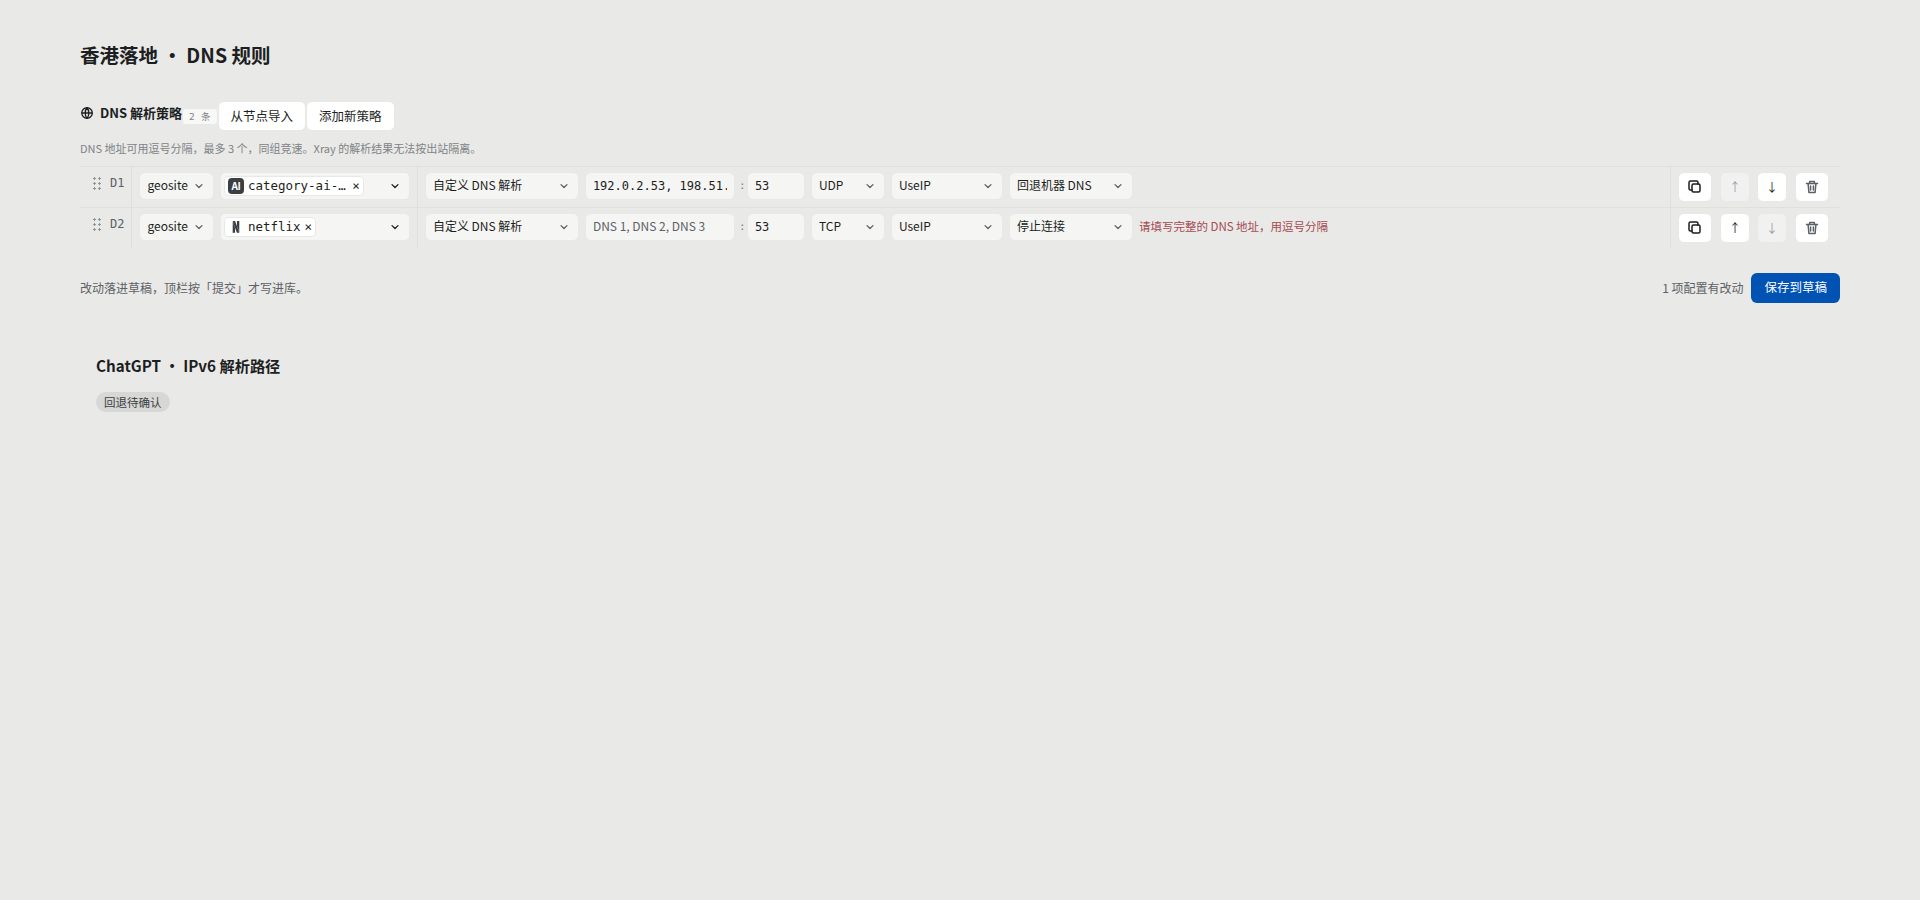 香港落地 · DNS 规则
DNS 解析策略 2 条 从节点导入 添加新策略
DNS 地址可用逗号分隔，最多 3 个，同组竞速。Xray 的解析结果无法按出站隔离。
D1 geosite AI category-ai-… × 自定义 DNS 解析 192.0.2.53, 198.51. : 53 UDP UseIP 回退机器 DNS ↑ ↓
D2 geosite N netflix × 自定义 DNS 解析 DNS 1, DNS 2, DNS 3 : 53 TCP UseIP 停止连接 请填写完整的 DNS 地址，用逗号分隔 ↑ ↓
改动落进草稿，顶栏按「提交」才写进库。 1 项配置有改动 保存到草稿
ChatGPT · IPv6 解析路径
回退待确认